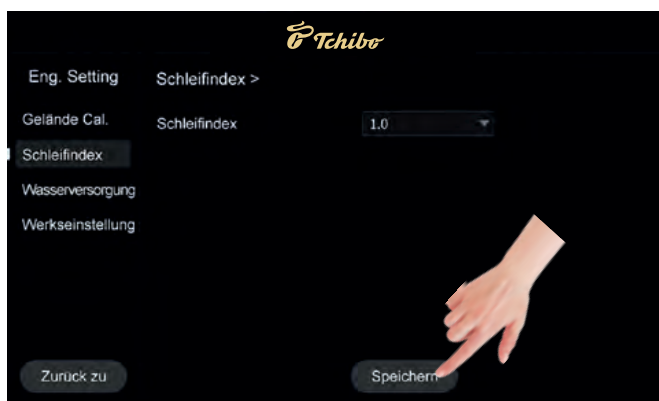 Tchibo
Eng. Setting
Schleifindex >
Gelände Cal.
Schleifindex
Wasserversorgung
Werkseinstellung
Schleifindex
1.0
Zurück zu
Speichern